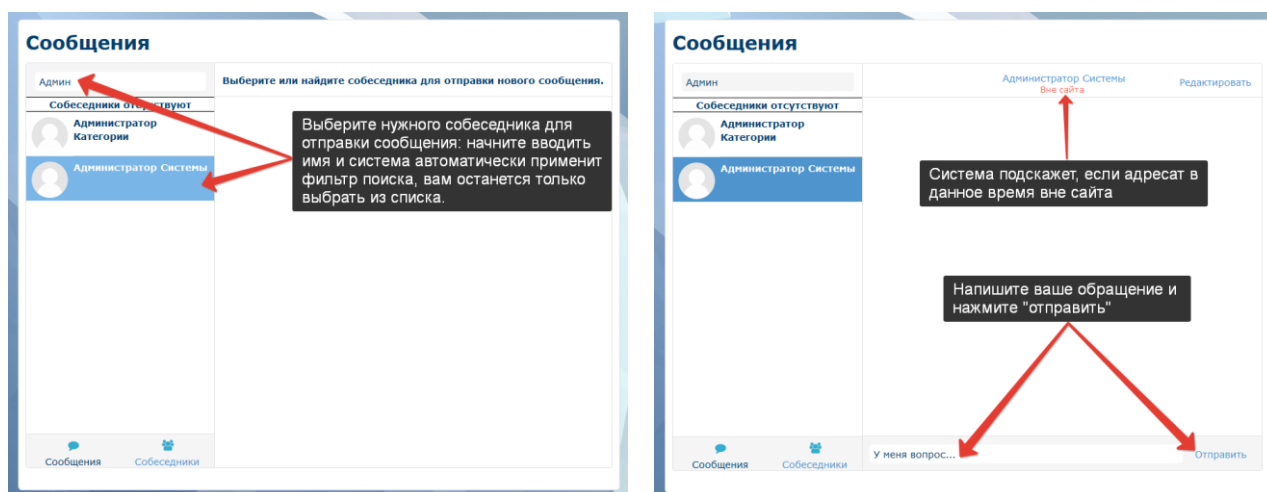 Сообщения
Админ
Выберите или найдите собеседника для отправки нового сообщения.
Собеседники отсутствуют
Администратор
Категории
Администратор Системы
Выберите нужного собеседника для
отправки сообщения: начните вводить
имя и система автоматически применит
фильтр поиска, вам останется только
выбрать из списка.
Сообщения
Собеседники
Сообщения
Админ
Администратор Системы
Вне сайта
Редактировать
Собеседники отсутствуют
Администратор
Категории
Администратор Системы
Система подскажет, если адресат в
данное время вне сайта
Напишите ваше обращение и
нажмите "отправить"
Сообщения
Собеседники
У меня вопрос...
Отправить